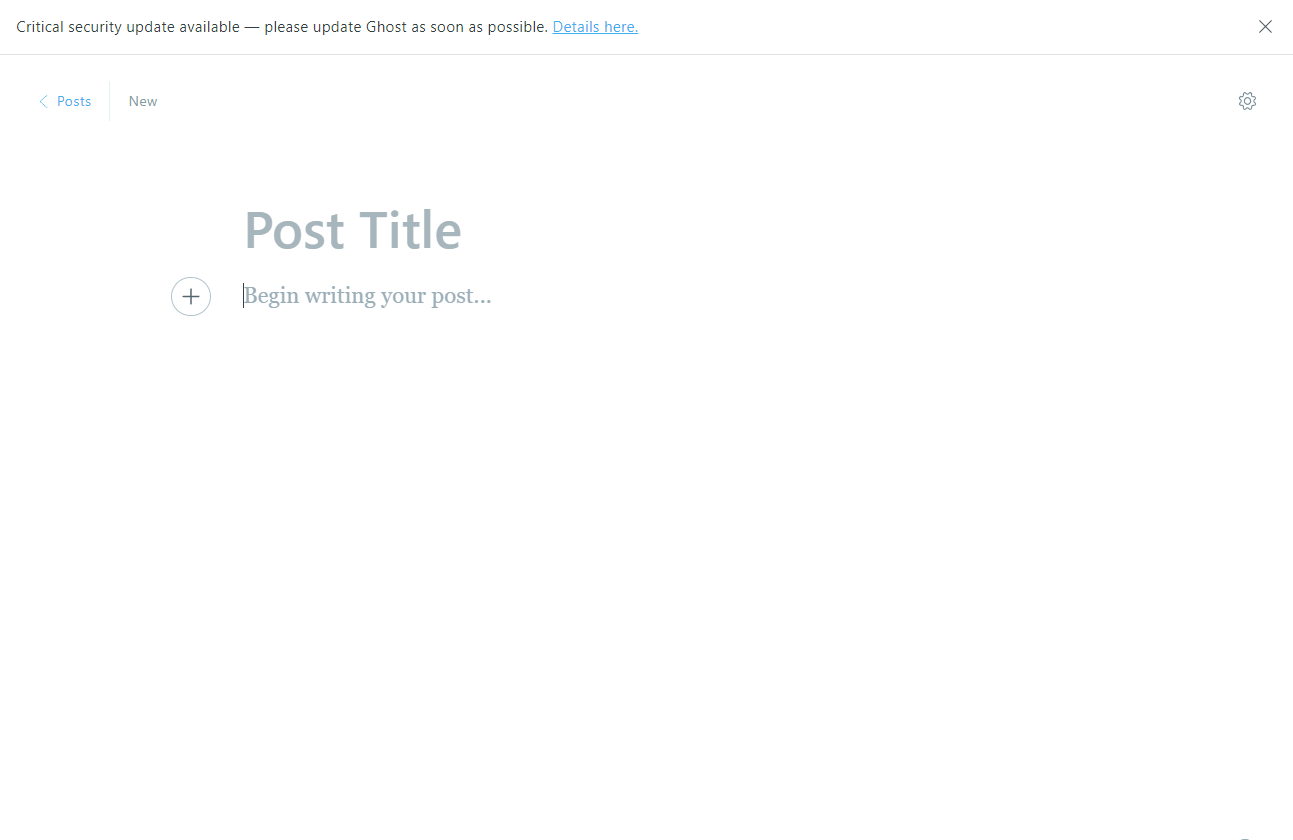 Critical security update available — please update Ghost as soon as possible. Details here.
Posts
New
Post Title
Begin writing your post...